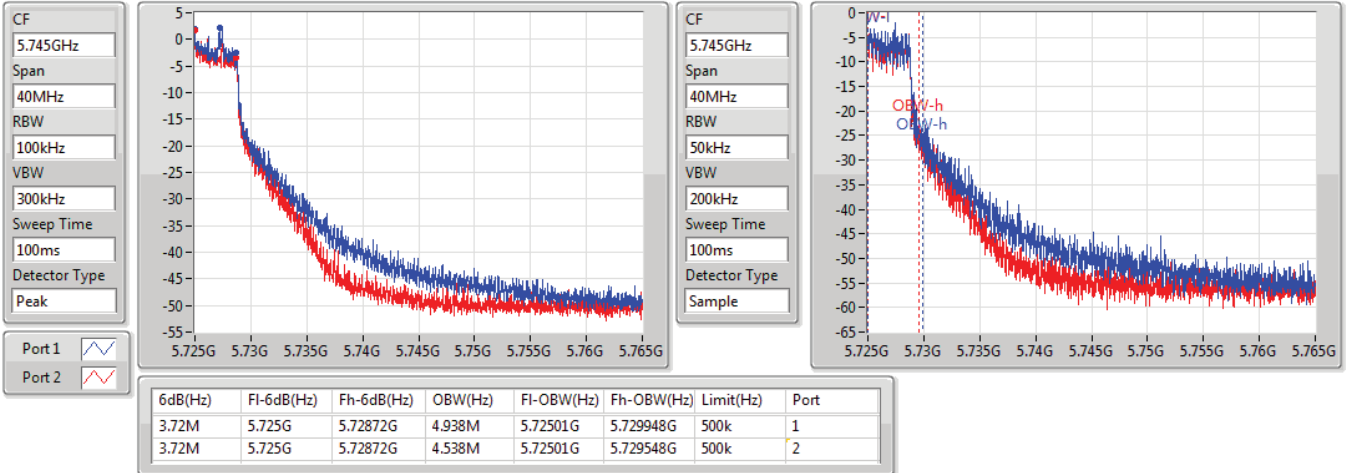 CF
5.745GHz
Span
40MHz
RBW
100kHz
VBW
300kHz
Sweep Time
100ms
Detector Type
Peak
Port 1
Port 2
5-
0-
-5-
-10-
-15-
-20-
-25-
-30-
-35-
-40-
-45-
-50-
-55-
5.725G 5.73G 5.735G 5.74G 5.745G 5.75G 5.755G 5.76G 5.765G
CF
5.745GHz
Span
40MHz
RBW
50kHz
VBW
200kHz
Sweep Time
100ms
Detector Type
Sample
0-
-5-
-10-
-15-
-20-
-25-
-30-
-35-
-40-
-45-
-50-
-55-
-60-
-65-
W-l
OBW-h
OBW-h
5.725G 5.73G 5.735G 5.74G 5.745G 5.75G 5.755G 5.76G 5.765G
6dB(Hz) Fl-6dB(Hz) Fh-6dB(Hz) OBW(Hz) Fl-OBW(Hz) Fh-OBW(Hz) Limit(Hz) Port
3.72M 5.725G 5.72872G 4.938M 5.72501G 5.729948G 500k 1
3.72M 5.725G 5.72872G 4.538M 5.72501G 5.729548G 500k 2